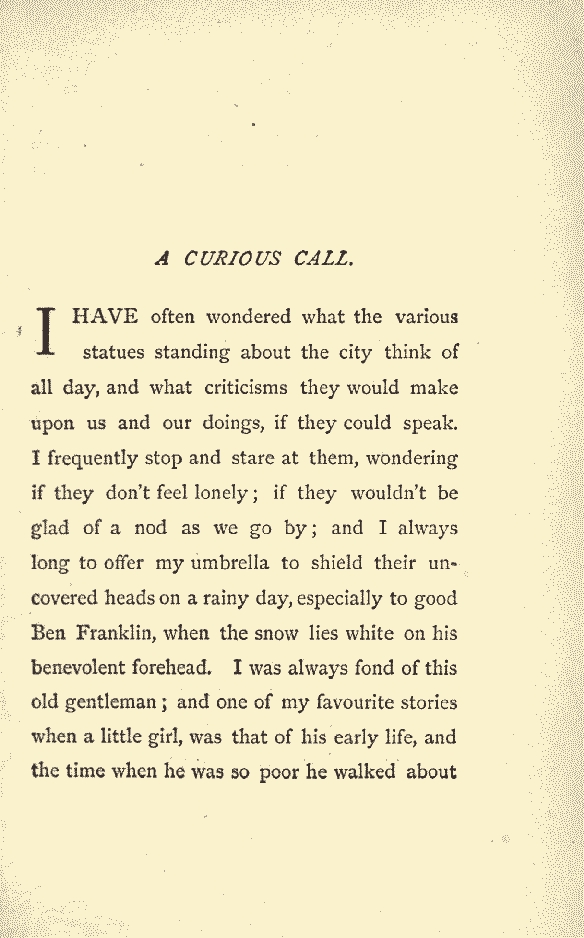 A CURIOUS CALL.
I HAVE often wondered what the various
statues standing about the city think of
all day, and what criticisms they would make
upon us and our doings, if they could speak.
I frequently stop and stare at them, wondering
if they don't feel lonely; if they wouldn't be
glad of a nod as we go by; and I always
long to offer my umbrella to shield their un-
covered heads on a rainy day, especially to good
Ben Franklin, when the snow lies white on his
benevolent forehead. I was always fond of this
old gentleman; and one of my favourite stories
when a little girl, was that of his early life, and
the time when he was so poor he walked about